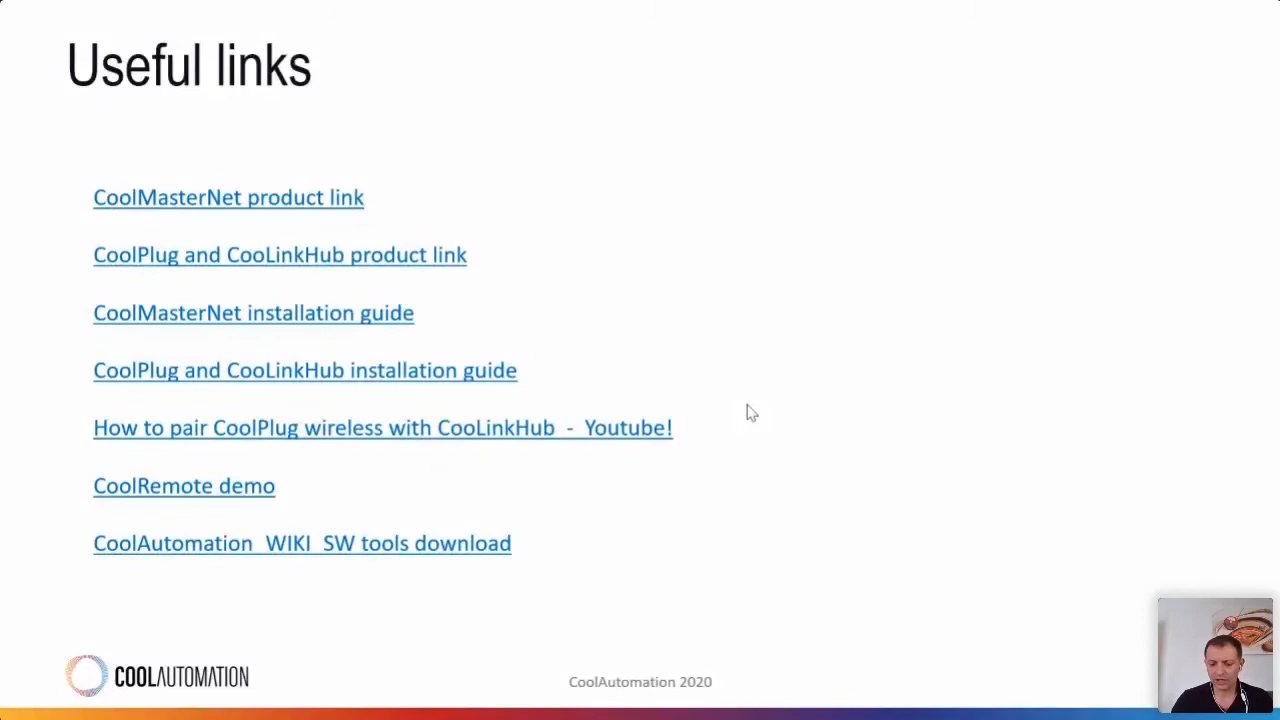 Useful links
CoolMasterNet product link
CoolPlug and CooLinkHub product link
CoolMasterNet installation guide
CoolPlug and CooLinkHub installation guide
How to pair CoolPlug wireless with CooLinkHub - Youtube!
CoolRemote demo
CoolAutomation WIKI SW tools download
COOLAUTOMATION
CoolAutomation 2020